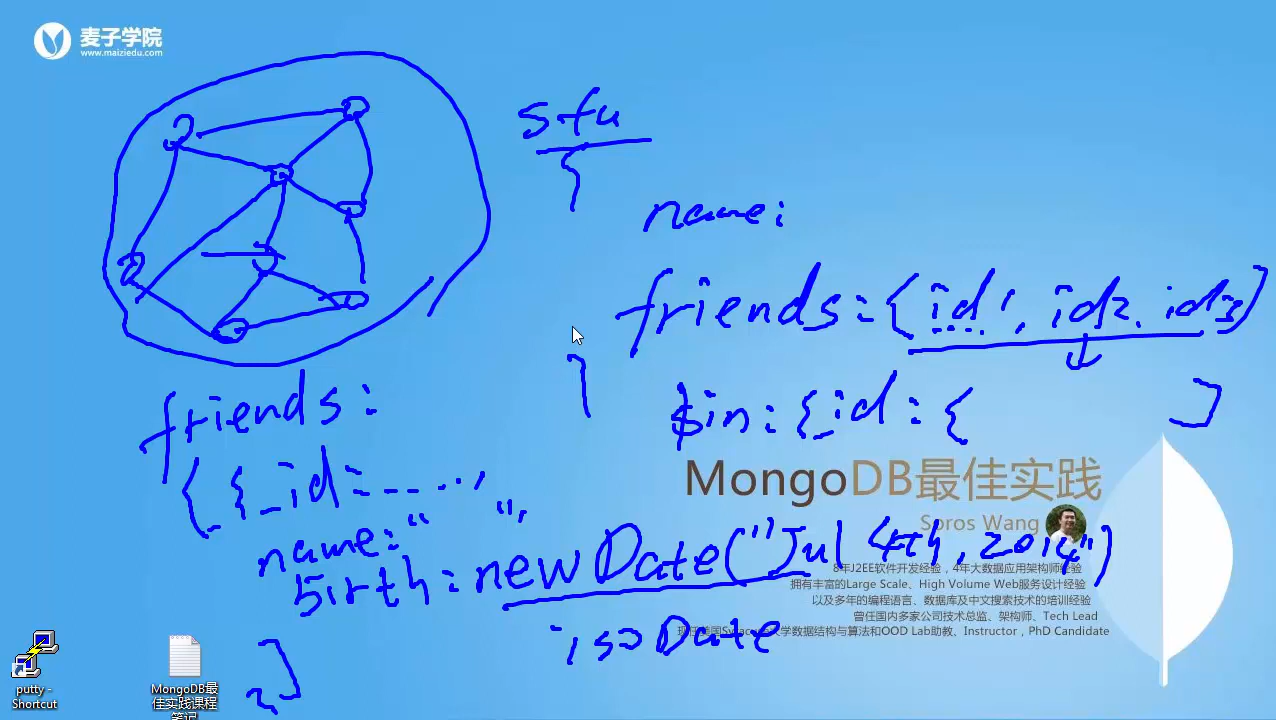 麦子学院
www.maiziedu.com
stu
{
name:
friends:{id1, id2, id3]
$in:{_id:{ ]
]
friends:
{{_id:-----,
name:" ",
birth:new Date("Jul 4th, 2014")
isoDate
]
MongoDB最佳实践
Soros Wang
8年J2EE软件开发经验，4年大数据应用架构师经验
拥有丰富的Large Scale、High Volume Web服务设计经验
以及多年的编程语言、数据库及中文搜索技术的培训经验
曾任国内多家公司技术总监、架构师、Tech Lead
大学数据结构与算法和OOD Lab助教、Instructor，PhD Candidate
putty -
Shortcut
MongoDB最
佳实践课程
笔记